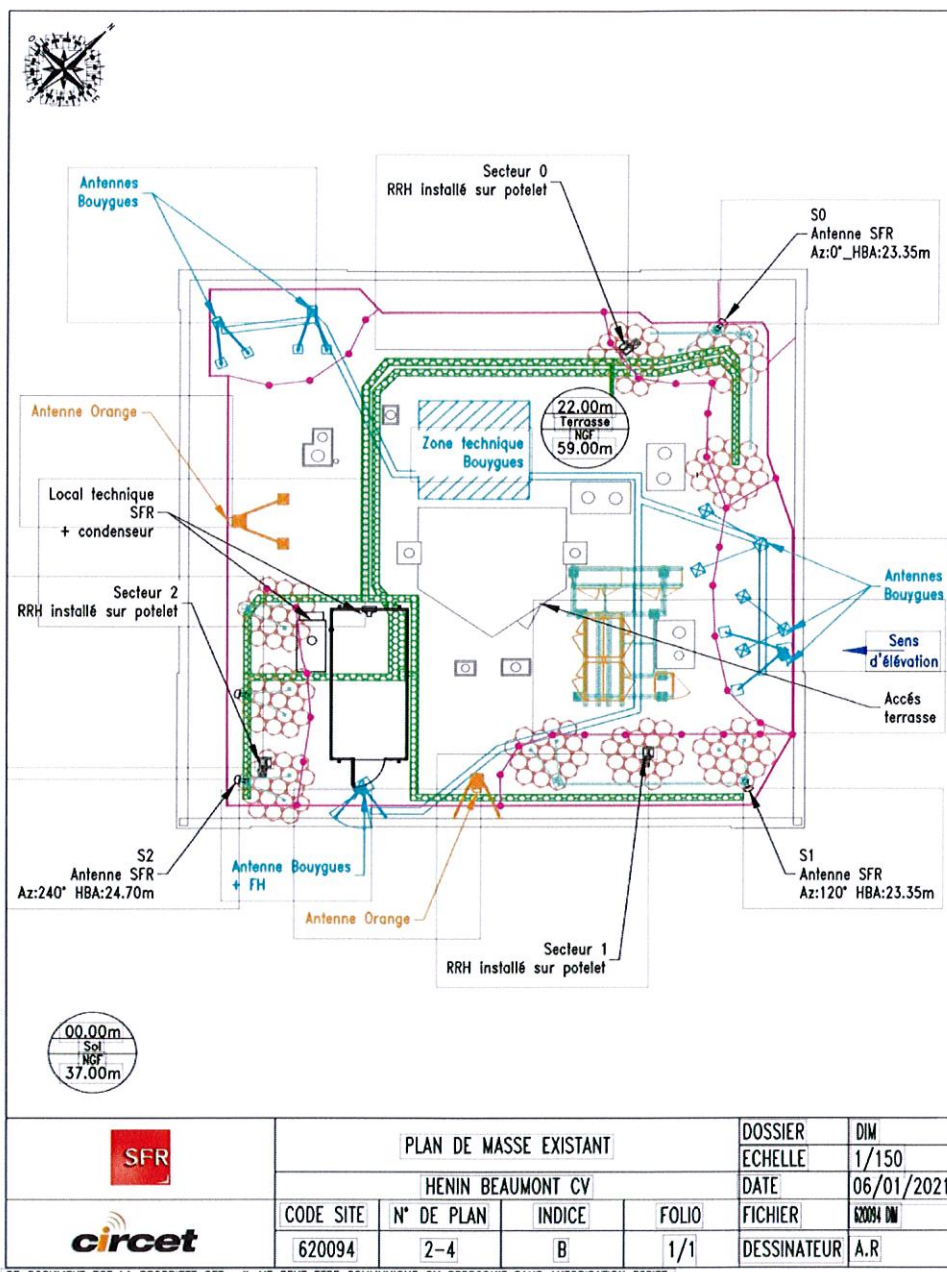 N
O
S
E
Antennes
Bouygues
Secteur 0
RRH installé sur potelet
S0
Antenne SFR
Az:0°_HBA:23.35m
Antenne Orange
22.00m
Terrasse
NGF
59.00m
Zone technique
Bouygues
Local technique
SFR
+ condenseur
Secteur 2
RRH installé sur potelet
Antennes
Bouygues
Sens
d'élévation
Accés
terrasse
S2
Antenne SFR
Az:240° HBA:24.70m
Antenne Bouygues
+ FH
Antenne Orange
S1
Antenne SFR
Az:120° HBA:23.35m
Secteur 1
RRH installé sur potelet
00.00m
Sol
NGF
37.00m
SFR
PLAN DE MASSE EXISTANT
DOSSIER DIM
ECHELLE 1/150
HENIN BEAUMONT CV
DATE 06/01/2021
circet
CODE SITE N° DE PLAN INDICE FOLIO FICHIER 620094 DIM
620094 2-4 B 1/1 DESSINATEUR A.R